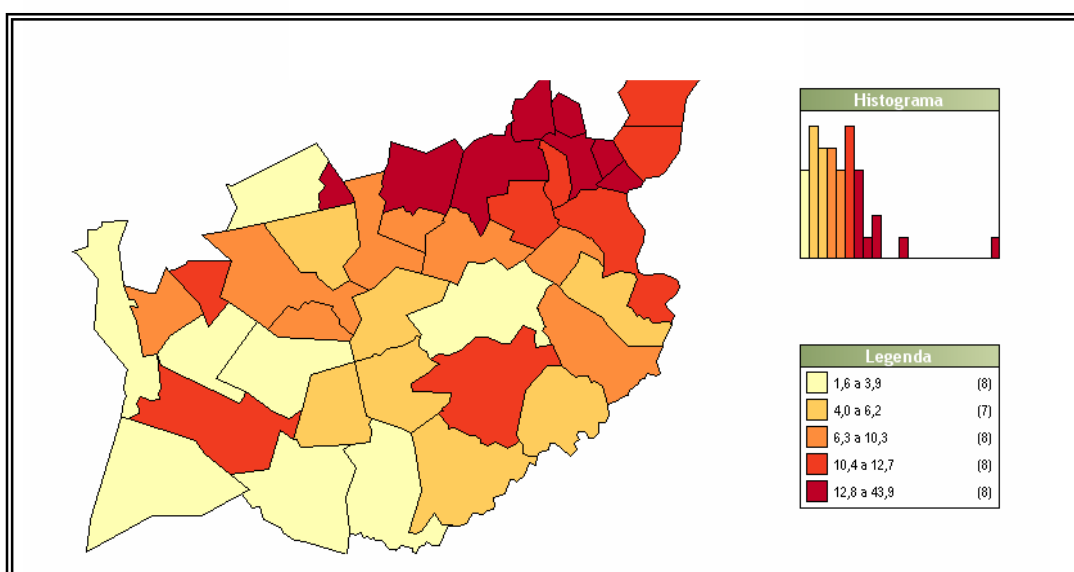 Histograma
Legenda
1,6 a 3,9 (8)
4,0 a 6,2 (7)
6,3 a 10,3 (8)
10,4 a 12,7 (8)
12,8 a 43,9 (8)